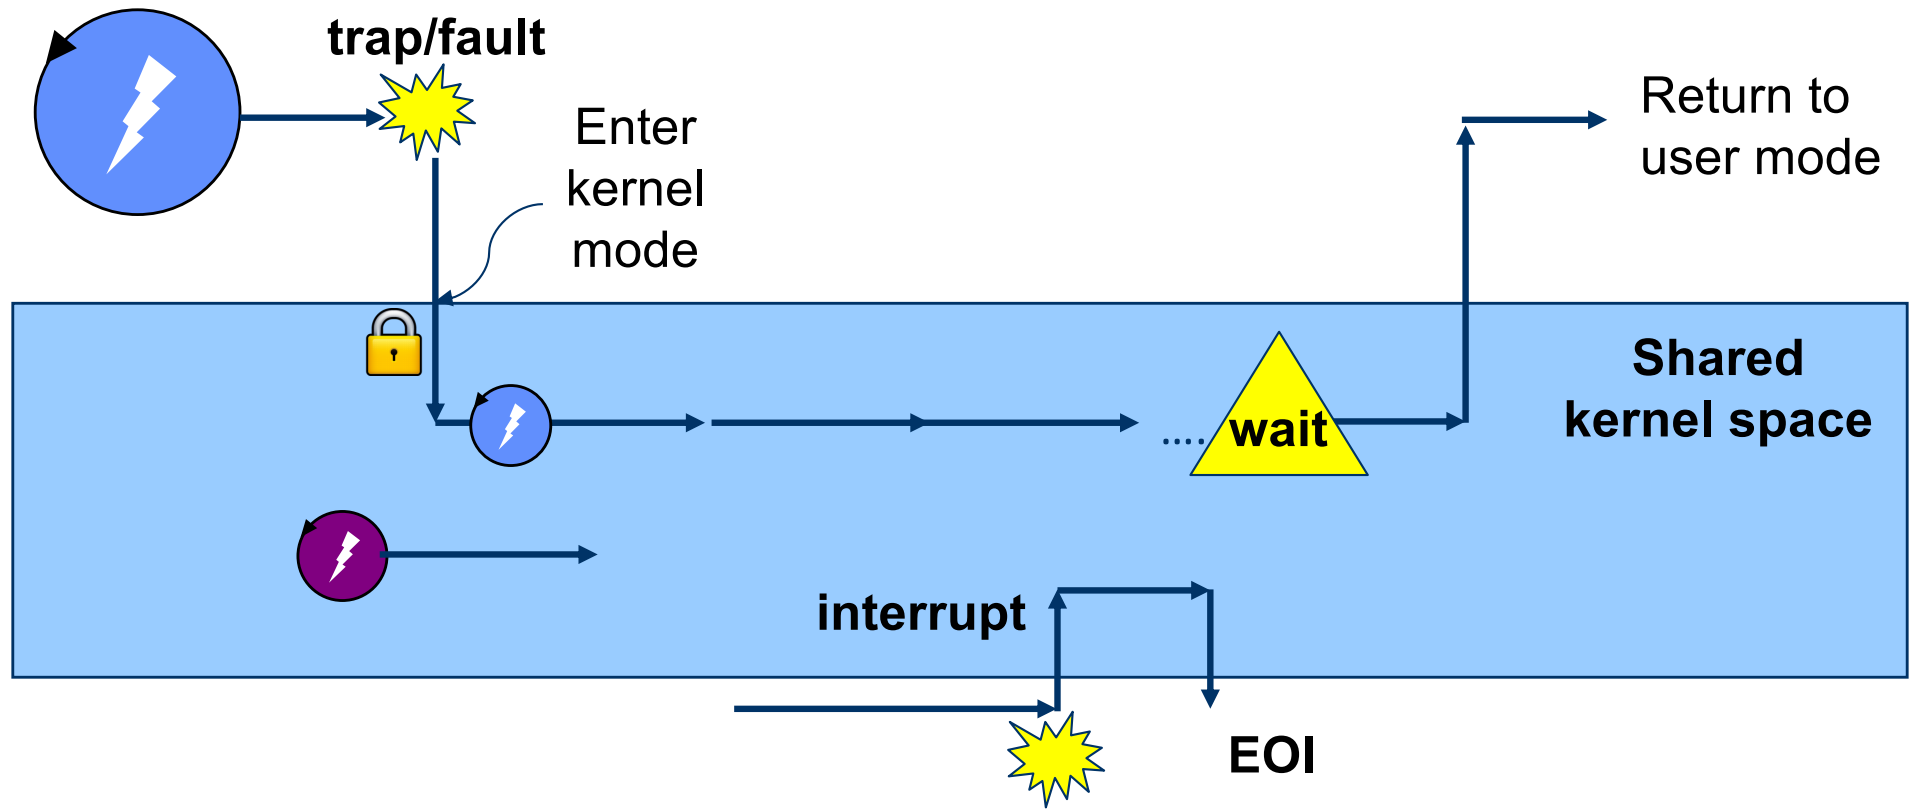 trap/fault
Enter
kernel
mode
Return to
user mode
Shared
kernel space
....
wait
interrupt
EOI